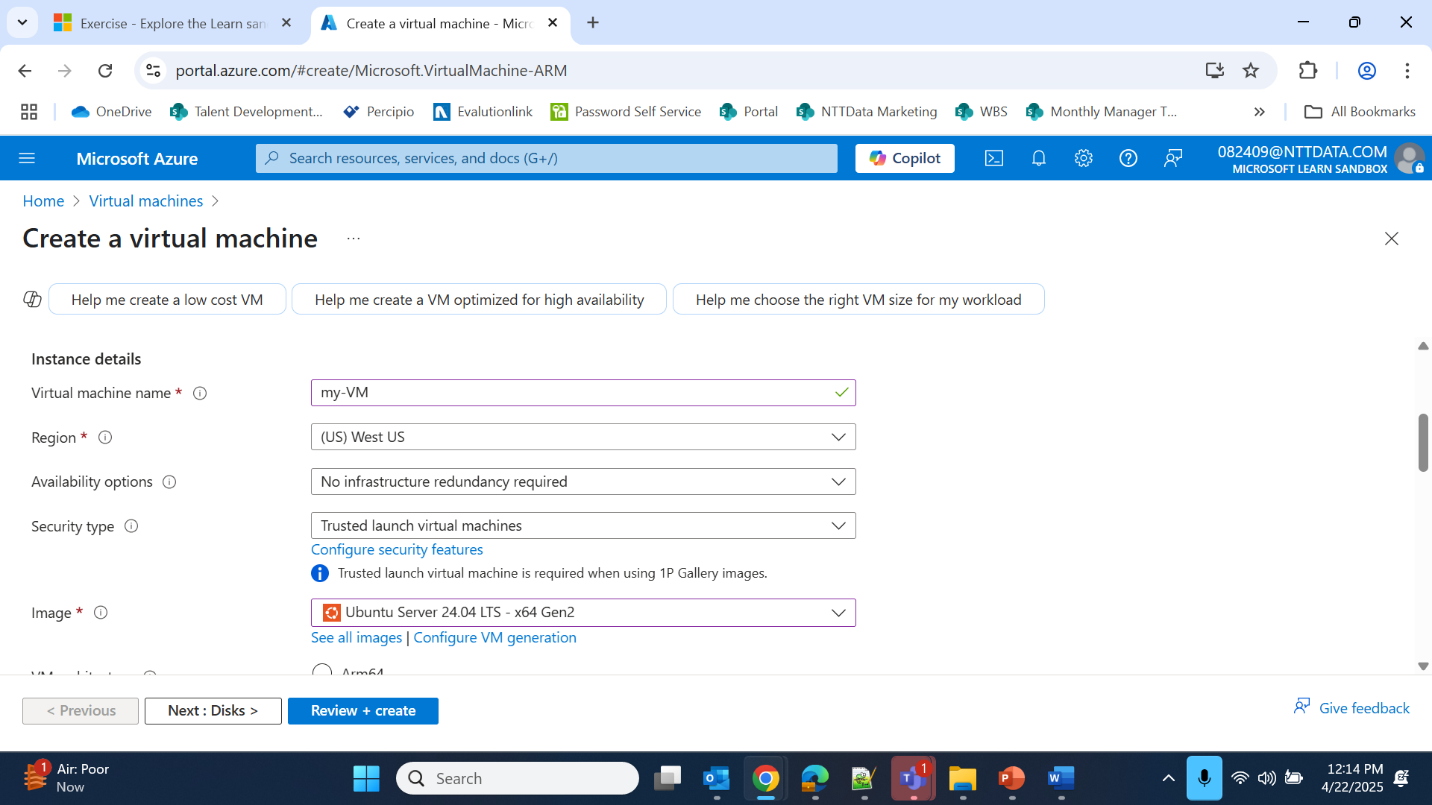 Exercise - Explore the Learn san
Create a virtual machine - Micro
portal.azure.com/#create/Microsoft.VirtualMachine-ARM
OneDrive
Talent Development...
Percipio
Evalutionlink
Password Self Service
Portal
NTTData Marketing
WBS
Monthly Manager T...
All Bookmarks
Microsoft Azure
Search resources, services, and docs (G+/)
Copilot
082409@NTTDATA.COM
MICROSOFT LEARN SANDBOX
Home > Virtual machines >
Create a virtual machine ...
Help me create a low cost VM
Help me create a VM optimized for high availability
Help me choose the right VM size for my workload
Instance details
Virtual machine name *
my-VM
Region *
(US) West US
Availability options
No infrastructure redundancy required
Security type
Trusted launch virtual machines
Configure security features
Trusted launch virtual machine is required when using 1P Gallery images.
Image *
Ubuntu Server 24.04 LTS - x64 Gen2
See all images | Configure VM generation
Arm64
< Previous
Next : Disks >
Review + create
Give feedback
1
Air: Poor
Now
Search
1
12:14 PM
4/22/2025